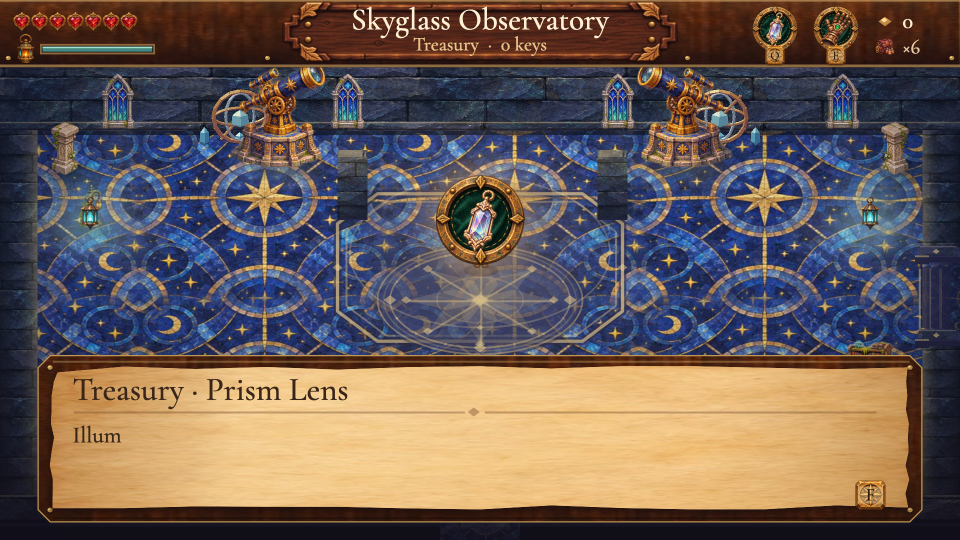 Skyglass Observatory
Treasury · 0 keys
Q
E
0
×6
Treasury · Prism Lens
Illum
F